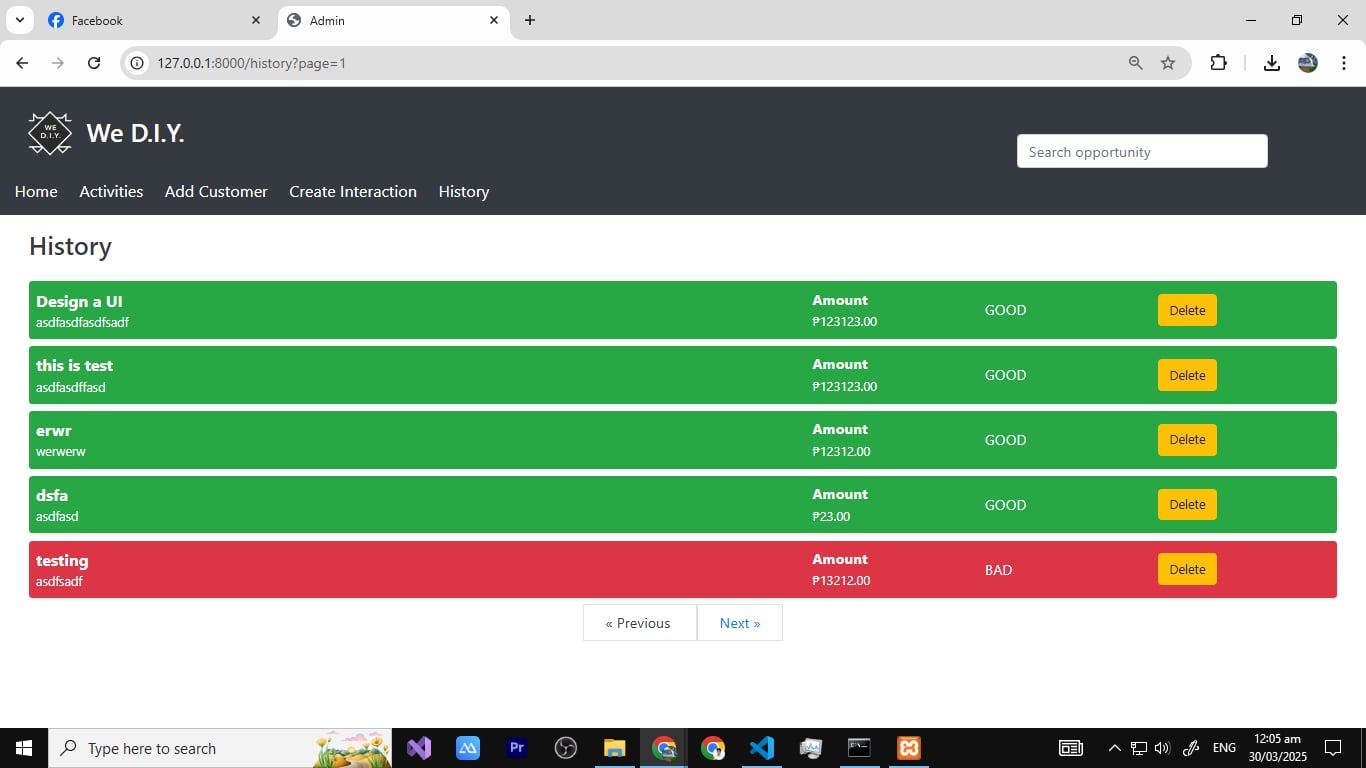 Facebook
Admin
127.0.0.1:8000/history?page=1
WE
D.I.Y.
We D.I.Y.
Search opportunity
Home Activities Add Customer Create Interaction History
History
Design a UI
asdfasdfasdfsadf
Amount
₱123123.00
GOOD
Delete
this is test
asdfasdffasd
Amount
₱123123.00
GOOD
Delete
erwr
werwerw
Amount
₱12312.00
GOOD
Delete
dsfa
asdfasd
Amount
₱23.00
GOOD
Delete
testing
asdfsadf
Amount
₱13212.00
BAD
Delete
« Previous Next »
Type here to search
Pr
ENG
12:05 am
30/03/2025